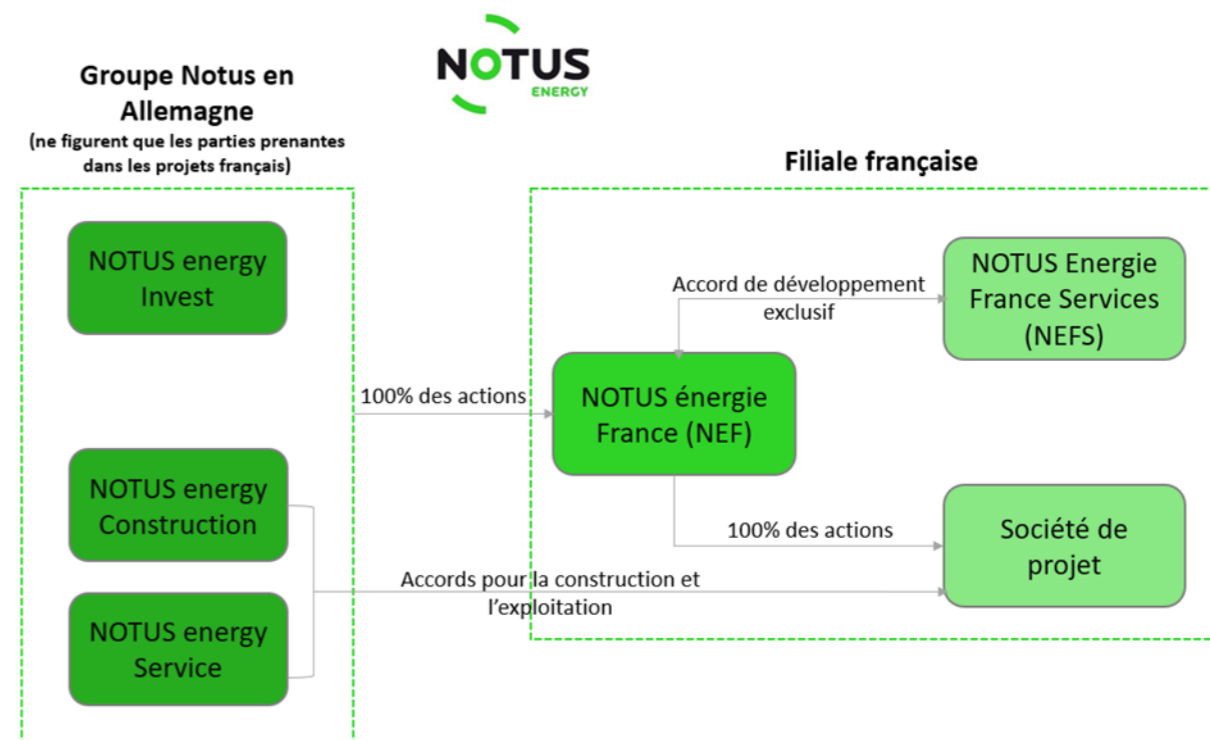 NOTUS
ENERGY
Groupe Notus en
Allemagne
(ne figurent que les parties prenantes
dans les projets français)
Filiale française
NOTUS energy
Invest
NOTUS Energie
France Services
(NEFS)
Accord de développement
exclusif
100% des actions
NOTUS énergie
France (NEF)
NOTUS energy
Construction
100% des actions
Société de
projet
Accords pour la construction et
l'exploitation
NOTUS energy
Service